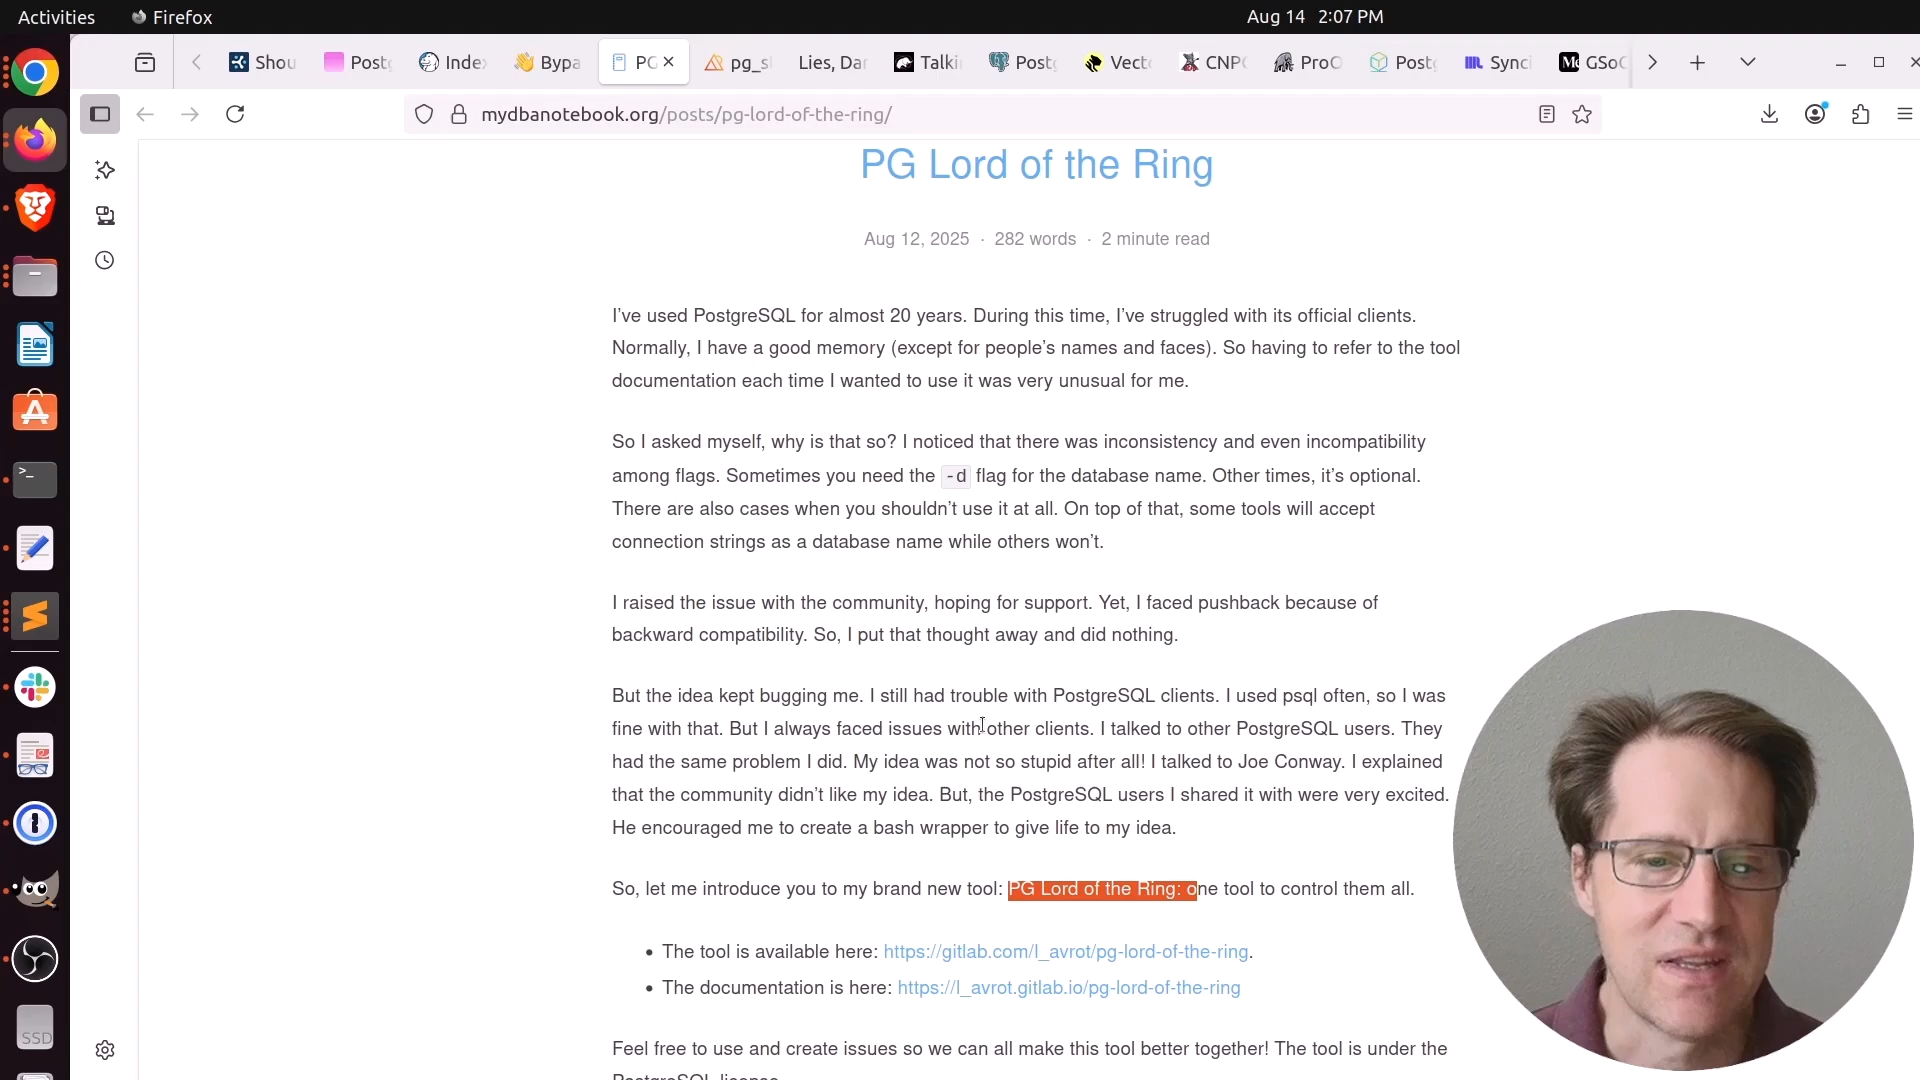 Activities
Firefox
Aug 14 2:07 PM
Shou
Postg
Index
Bypa
PG
pg_sl
Lies, Dar
Talki
Postg
Vecto
CNPG
ProO
Postg
Synci
GSoC
mydbanotebook.org/posts/pg-lord-of-the-ring/
PG Lord of the Ring
Aug 12, 2025 · 282 words · 2 minute read
I’ve used PostgreSQL for almost 20 years. During this time, I’ve struggled with its official clients.
Normally, I have a good memory (except for people’s names and faces). So having to refer to the tool
documentation each time I wanted to use it was very unusual for me.
So I asked myself, why is that so? I noticed that there was inconsistency and even incompatibility
among flags. Sometimes you need the -d flag for the database name. Other times, it’s optional.
There are also cases when you shouldn’t use it at all. On top of that, some tools will accept
connection strings as a database name while others won’t.
I raised the issue with the community, hoping for support. Yet, I faced pushback because of
backward compatibility. So, I put that thought away and did nothing.
But the idea kept bugging me. I still had trouble with PostgreSQL clients. I used psql often, so I was
fine with that. But I always faced issues with other clients. I talked to other PostgreSQL users. They
had the same problem I did. My idea was not so stupid after all! I talked to Joe Conway. I explained
that the community didn’t like my idea. But, the PostgreSQL users I shared it with were very excited.
He encouraged me to create a bash wrapper to give life to my idea.
So, let me introduce you to my brand new tool: PG Lord of the Ring: one tool to control them all.
• The tool is available here: https://gitlab.com/l_avrot/pg-lord-of-the-ring.
• The documentation is here: https://l_avrot.gitlab.io/pg-lord-of-the-ring
SSD
Feel free to use and create issues so we can all make this tool better together! The tool is under the
PostgreSQL license